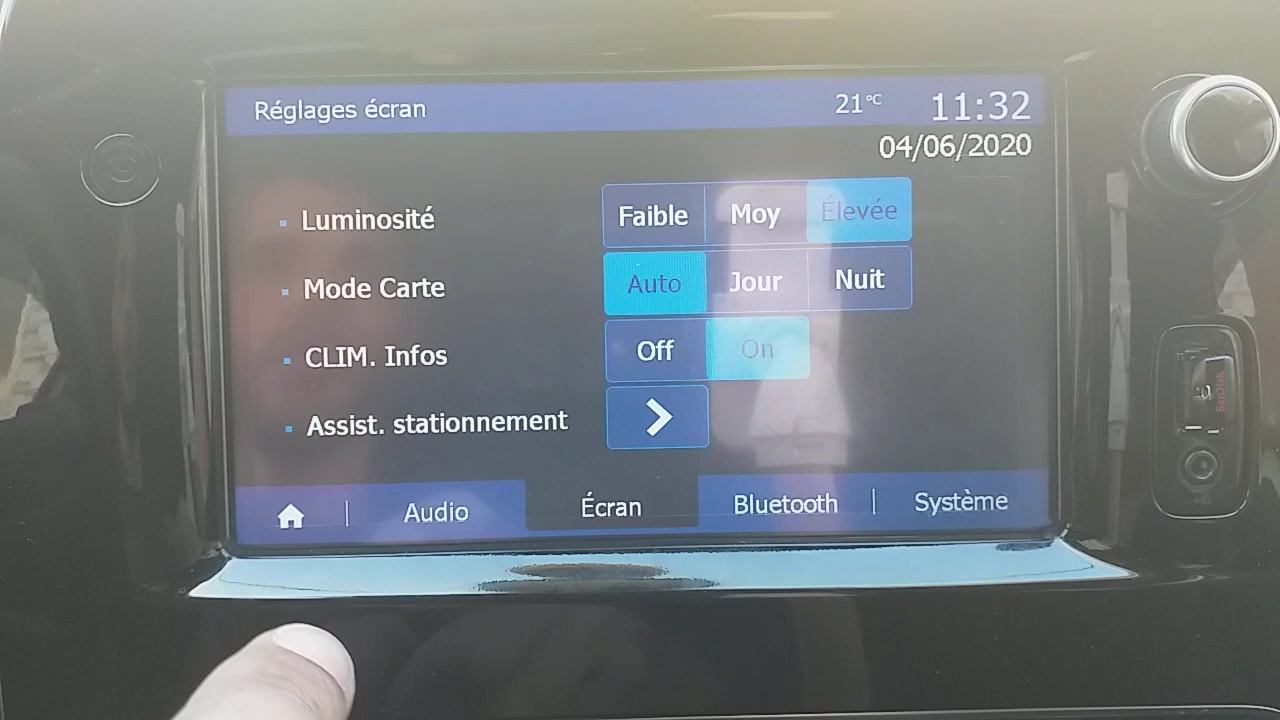 Réglages écran 21°C 11:32
04/06/2020
Luminosité Faible Moy Élevée
Mode Carte Auto Jour Nuit
CLIM. Infos Off On
Assist. stationnement
Audio Écran Bluetooth Système
SanDisk